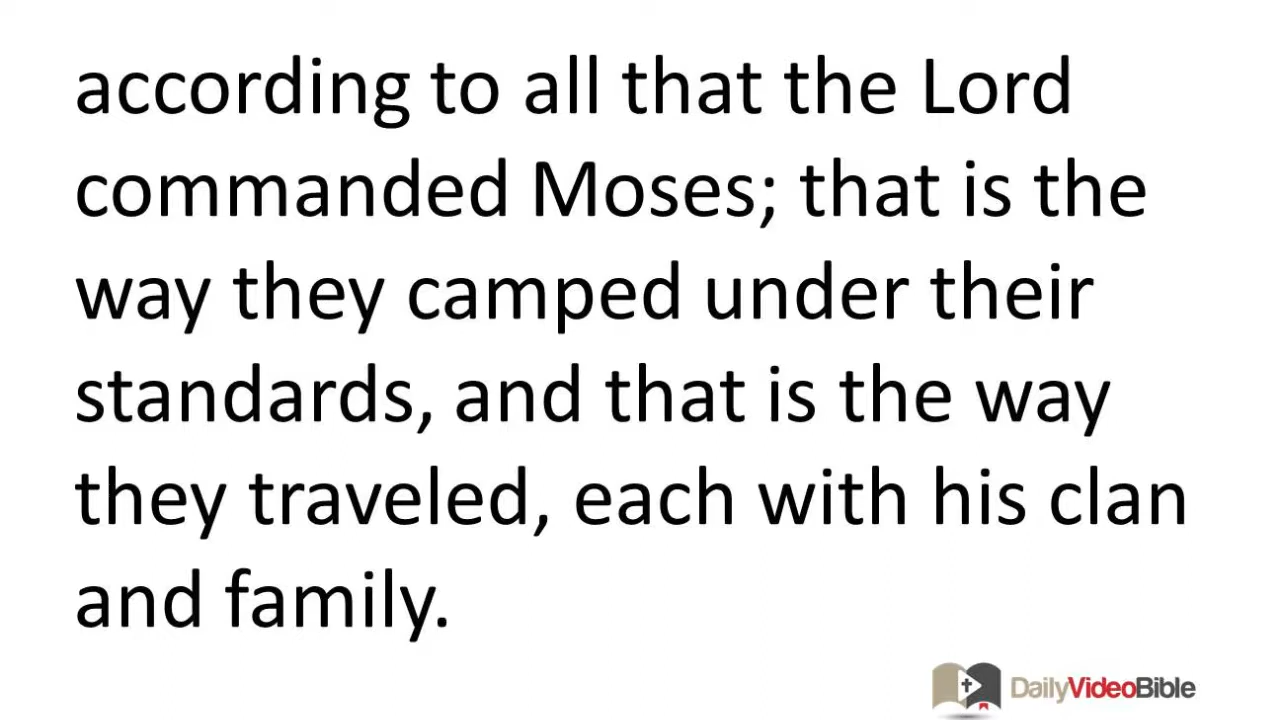 according to all that the Lord
commanded Moses; that is the
way they camped under their
standards, and that is the way
they traveled, each with his clan
and family.
DailyVideoBible